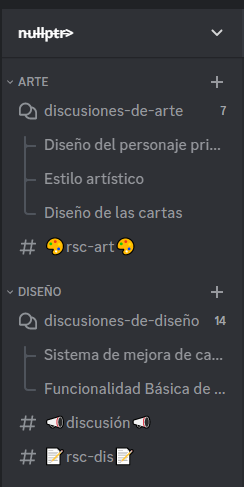 nullptr>
ARTE
discusiones-de-arte 7
Diseño del personaje pri...
Estilo artístico
Diseño de las cartas
# 🎨rsc-art🎨
DISEÑO
discusiones-de-diseño 14
Sistema de mejora de ca...
Funcionalidad Básica de ...
# 📢discusión📢
# 📝rsc-dis📝